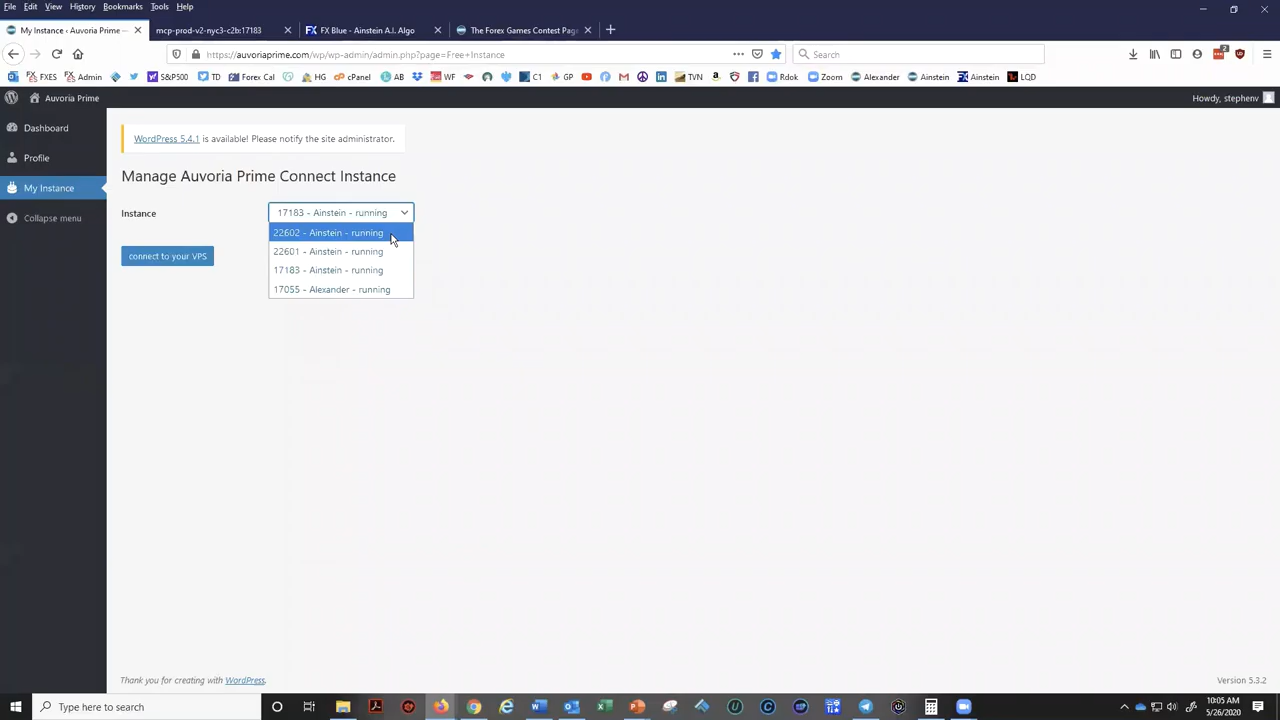 File Edit View History Bookmarks Tools Help
My Instance ‹ Auvoria Prime —
mcp-prod-v2-nyc3-c2b:17183
FX Blue - Ainstein A.I. Algo
The Forex Games Contest Page
https://auvoriaprime.com/wp/wp-admin/admin.php?page=Free+Instance
Search
FXES Admin S&P500 TD Forex Cal HG cPanel AB WF C1 GP TVN Rdok Zoom Alexander Ainstein Ainstein LQD
2
Auvoria Prime
Howdy, stephenv
Dashboard
Profile
My Instance
Collapse menu
WordPress 5.4.1 is available! Please notify the site administrator.
Manage Auvoria Prime Connect Instance
Instance
17183 - Ainstein - running
22602 - Ainstein - running
22601 - Ainstein - running
17183 - Ainstein - running
17055 - Alexander - running
connect to your VPS
Thank you for creating with WordPress.
Version 5.3.2
Type here to search
10:05 AM
5/26/2020